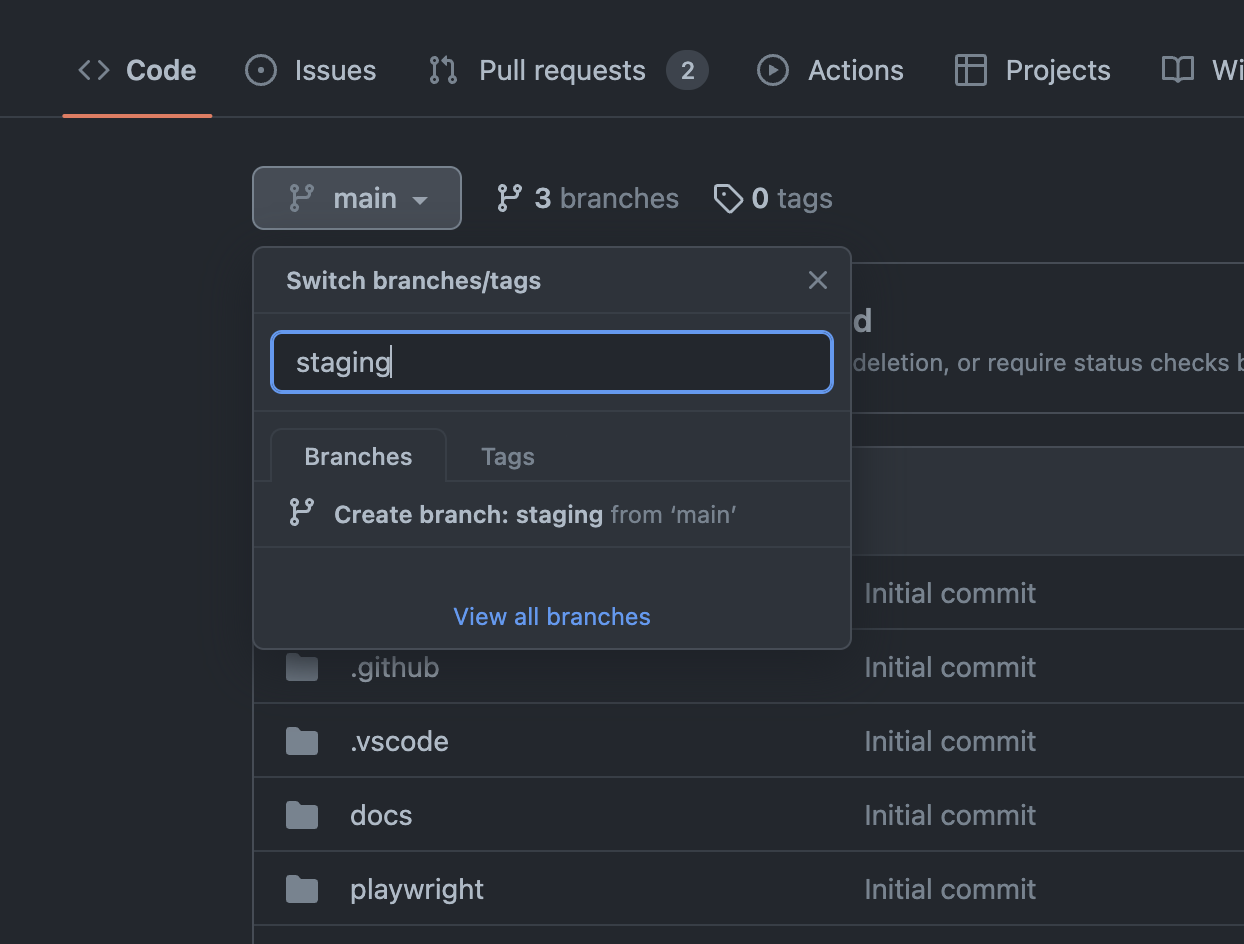 Code Issues Pull requests 2 Actions Projects Wi
main 3 branches 0 tags
Switch branches/tags
d
staging
deletion, or require status checks b
Branches Tags
Create branch: staging from ‘main’
Initial commit
View all branches
.github Initial commit
.vscode Initial commit
docs Initial commit
playwright Initial commit